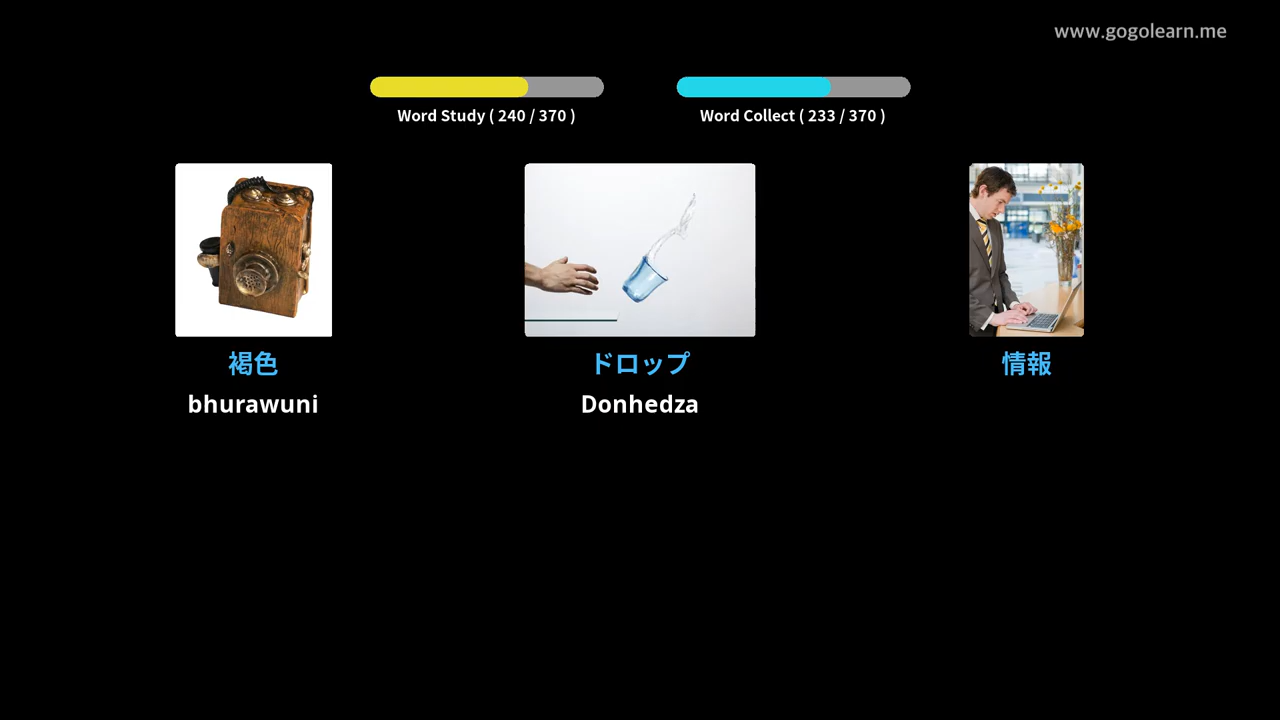 www.gogolearn.me
Word Study ( 240 / 370 )
Word Collect ( 233 / 370 )
褐色
ドロップ
情報
bhurawuni
Donhedza